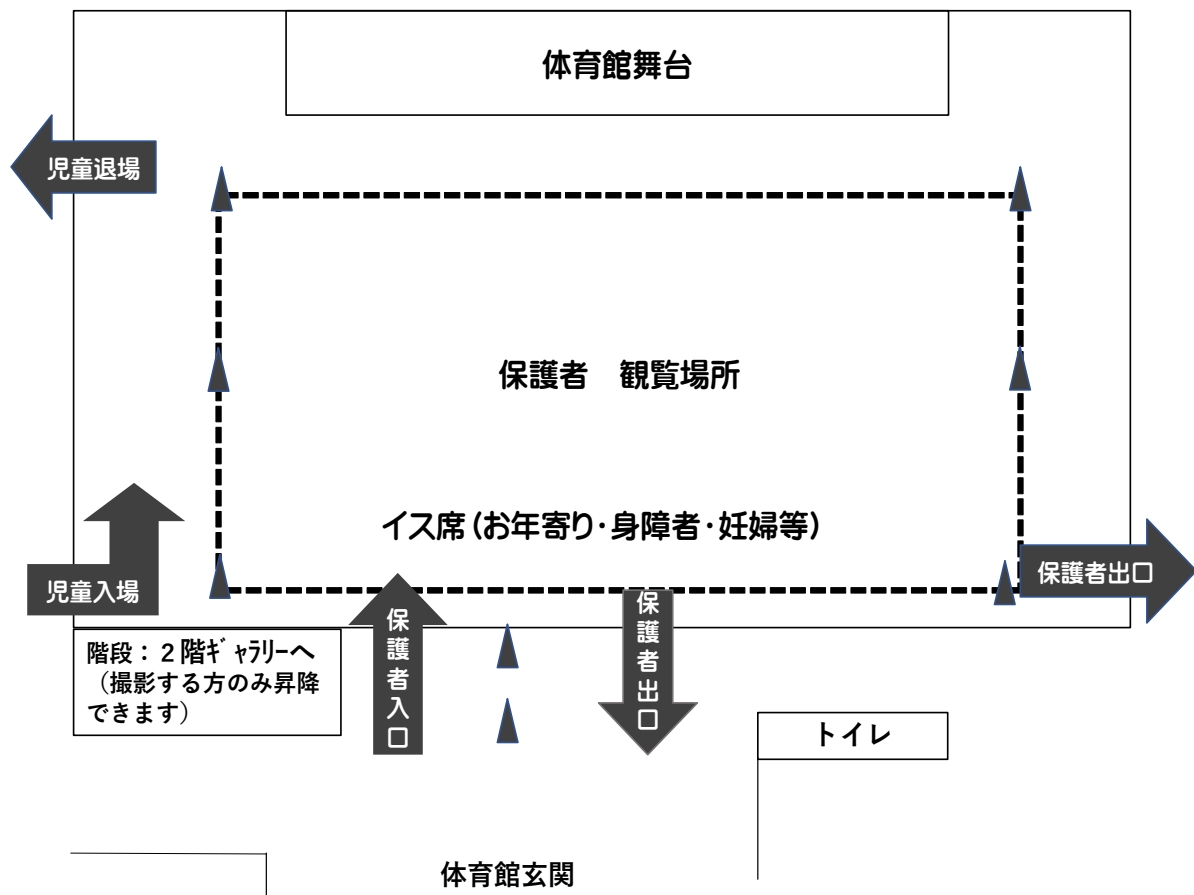 体育館舞台
児童退場
保護者　観覧場所
イス席（お年寄り・身障者・妊婦等）
保護者出口
児童入場
保護者入口
保護者出口
階段：２階ｷﾞｬﾗﾘｰへ
（撮影する方のみ昇降
できます）
トイレ
体育館玄関